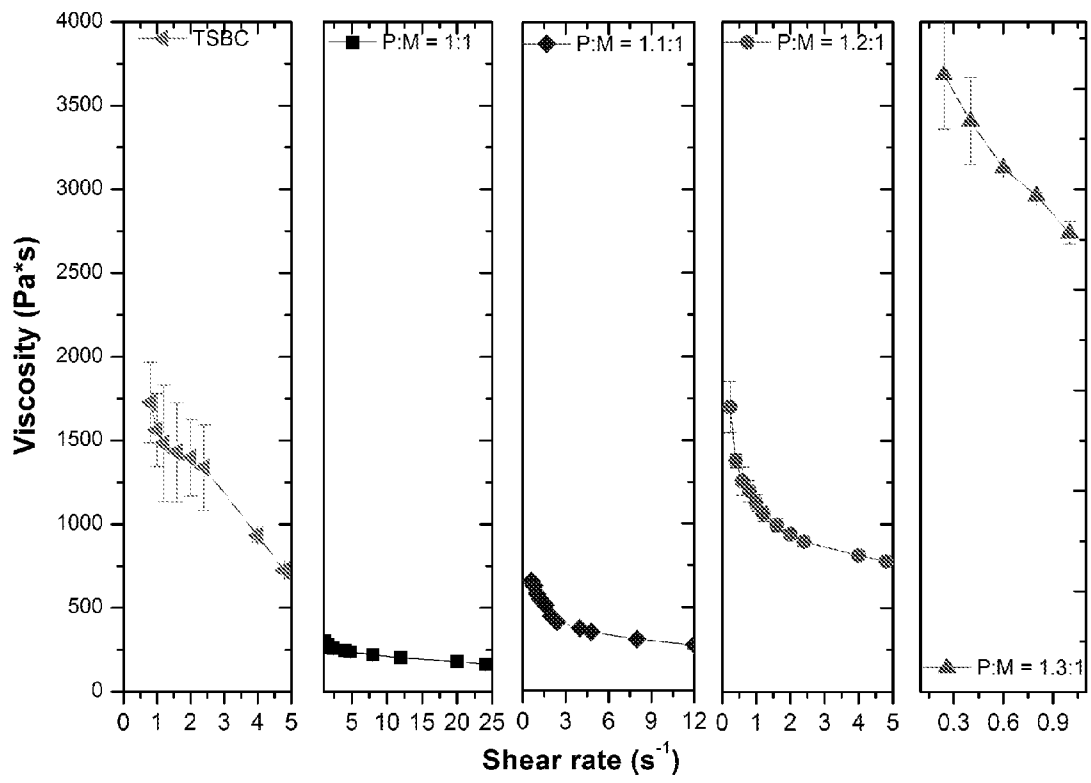 TSBC
P:M = 1:1
P:M = 1.1:1
P:M = 1.2:1
P:M = 1.3:1
Viscosity (Pa*s)
4000
3500
3000
2500
2000
1500
1000
500
0
0 1 2 3 4 5
5 10 15 20 25
0 3 6 9 12
0 1 2 3 4 5
0.3 0.6 0.9
Shear rate (s⁻¹)